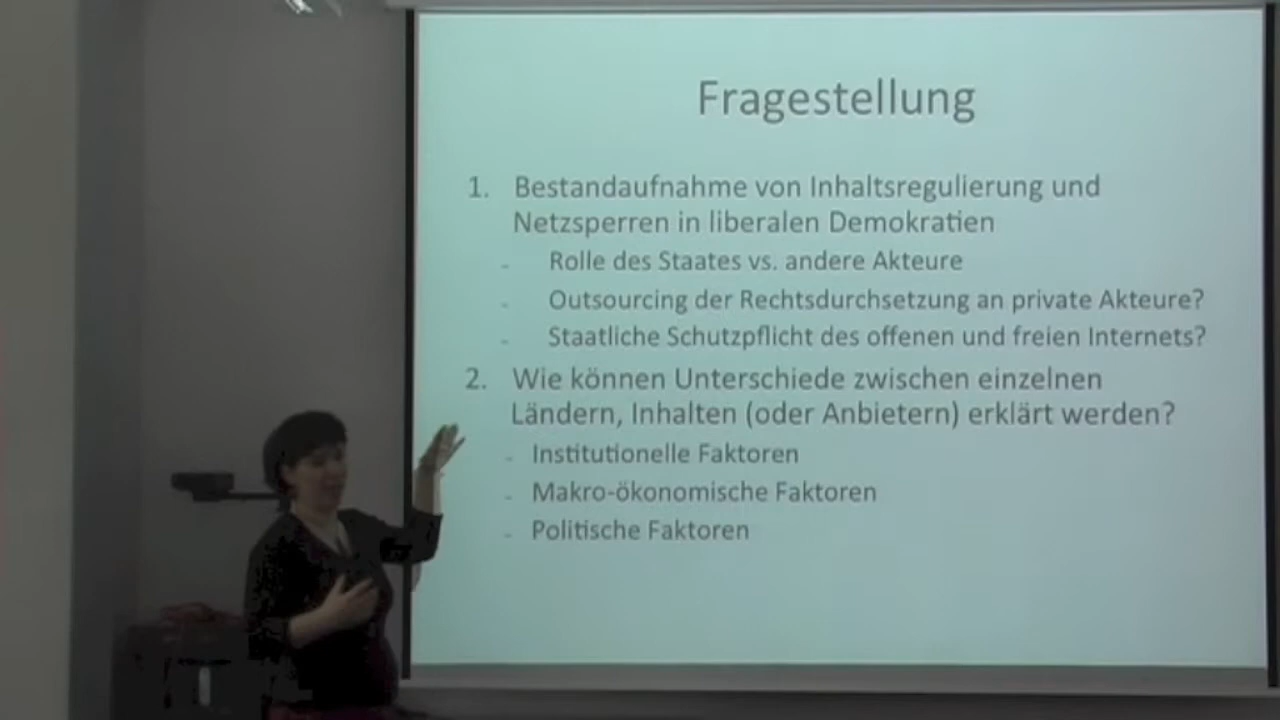 Fragestellung
1. Bestandaufnahme von Inhaltsregulierung und
Netzsperren in liberalen Demokratien
- Rolle des Staates vs. andere Akteure
- Outsourcing der Rechtsdurchsetzung an private Akteure?
- Staatliche Schutzpflicht des offenen und freien Internets?
2. Wie können Unterschiede zwischen einzelnen
Ländern, Inhalten (oder Anbietern) erklärt werden?
- Institutionelle Faktoren
- Makro-ökonomische Faktoren
- Politische Faktoren